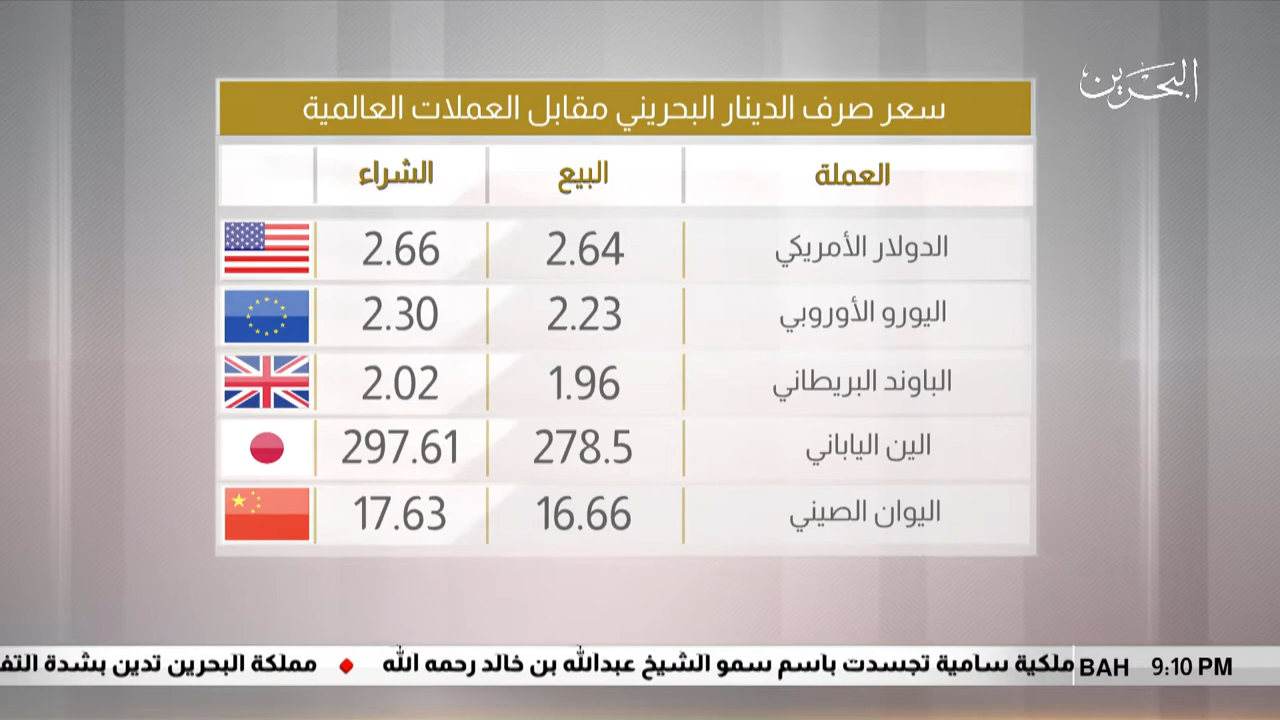 البحرين
سعر صرف الدينار البحريني مقابل العملات العالمية
العملة البيع الشراء
الدولار الأمريكي 2.64 2.66
اليورو الأوروبي 2.23 2.30
الباوند البريطاني 1.96 2.02
الين الياباني 278.5 297.61
اليوان الصيني 16.66 17.63
ملكية سامية تجسدت باسم سمو الشيخ عبدالله بن خالد رحمه الله
مملكة البحرين تدين بشدة
BAH 9:10 PM